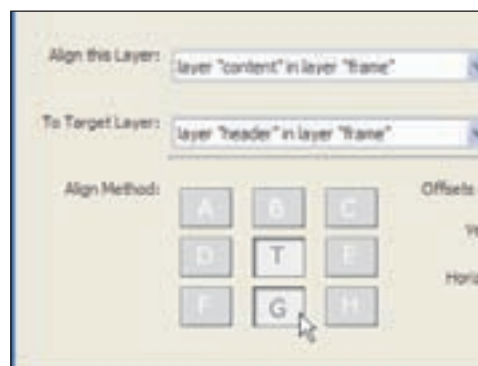 Align this Layer:
layer "content" in layer "frame"
To Target Layer:
layer "header" in layer "frame"
Align Method:
Offsets
A B C
D T E
F G H